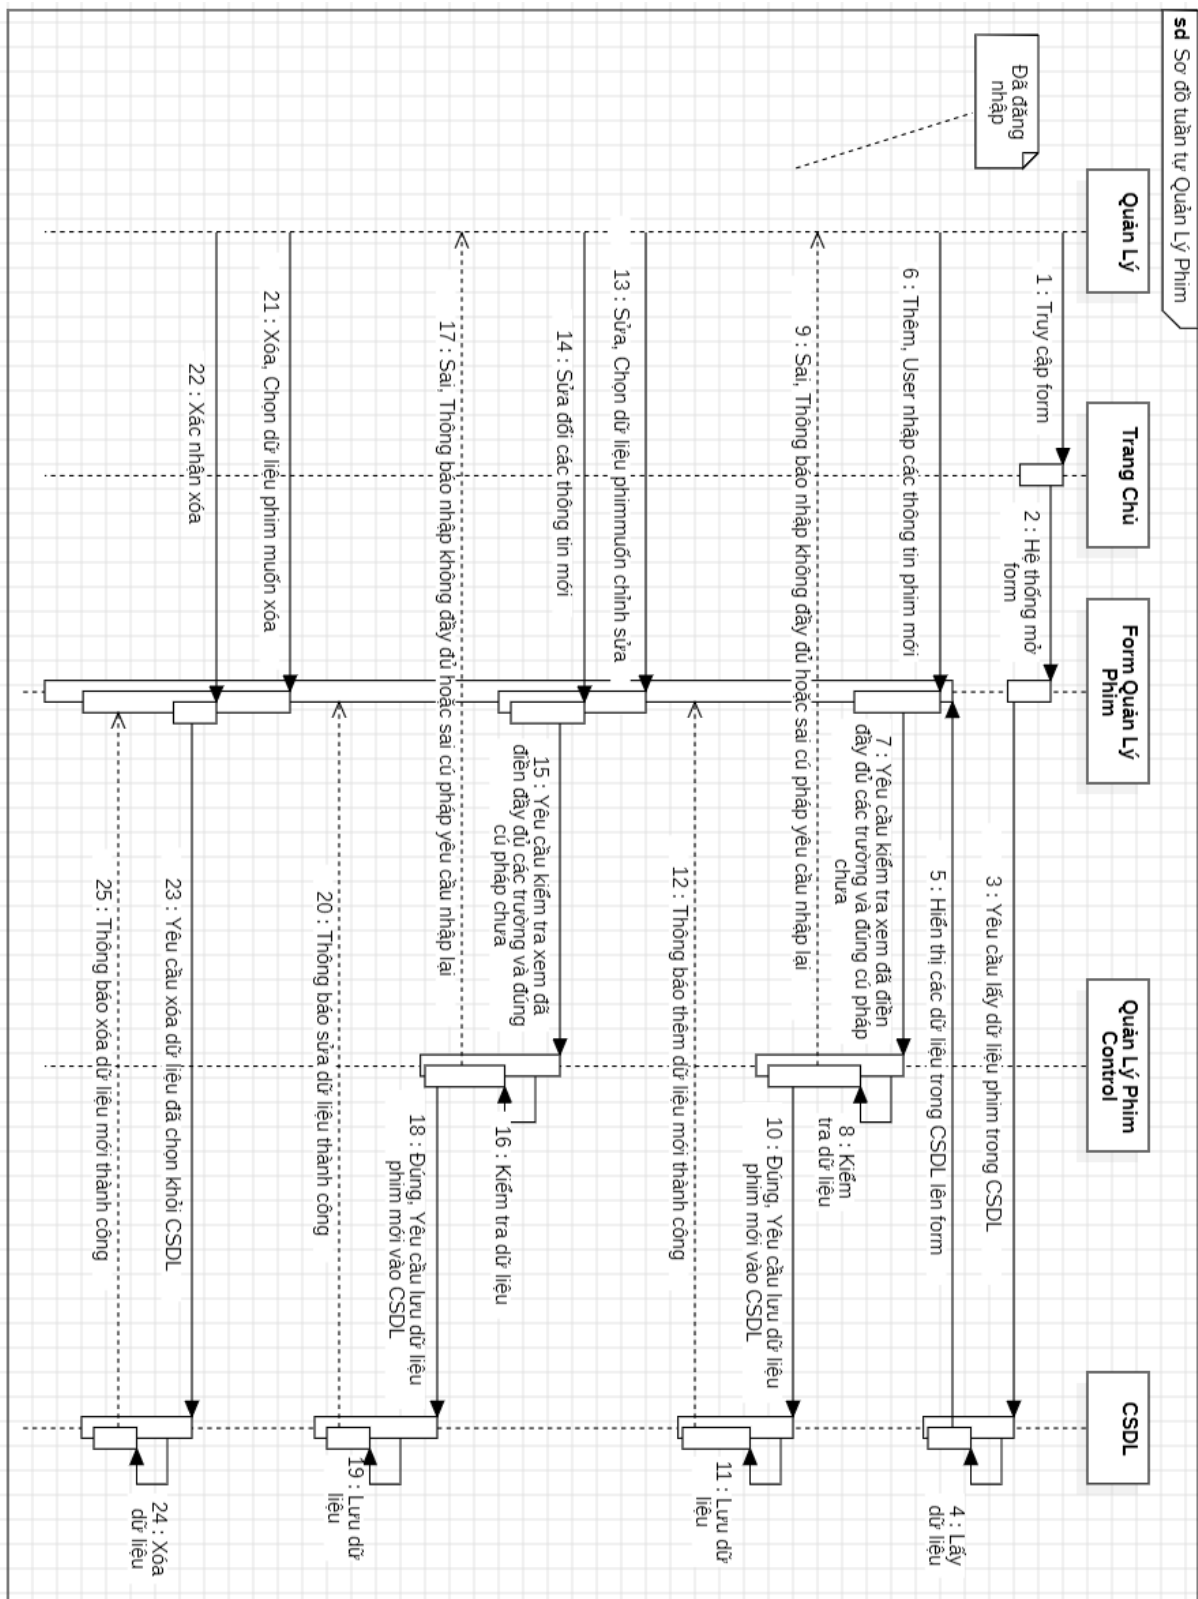 sd Sơ đồ tuần tự Quản Lý Phim
Đã đăng
nhập
Quản Lý
Trang Chủ
Form Quản Lý
Phim
Quản Lý Phim
Control
CSDL
1 : Truy cập form
2 : Hệ thống mở
form
3 : Yêu cầu lấy dữ liệu phim trong CSDL
4 : Lấy
dữ liệu
5 : Hiển thị các dữ liệu trong CSDL lên form
6 : Thêm, User nhập các thông tin phim mới
7 : Yêu cầu kiểm tra xem đã điền
đầy đủ các trường và đúng cú pháp
chưa
8 : Kiểm
tra dữ liệu
9 : Sai, Thông báo nhập không đầy đủ hoặc sai cú pháp yêu cầu nhập lại
10 : Đúng, Yêu cầu lưu dữ liệu
phim mới vào CSDL
11 : Lưu dữ
liệu
12 : Thông báo thêm dữ liệu mới thành công
13 : Sửa, Chọn dữ liệu phimmuốn chỉnh sửa
14 : Sửa đổi các thông tin mới
15 : Yêu cầu kiểm tra xem đã
điền đầy đủ các trường và đúng
cú pháp chưa
16 : Kiểm tra dữ liệu
17 : Sai, Thông báo nhập không đầy đủ hoặc sai cú pháp yêu cầu nhập lại
18 : Đúng, Yêu cầu lưu dữ liệu
phim mới vào CSDL
19 : Lưu dữ
liệu
20 : Thông báo sửa dữ liệu thành công
21 : Xóa, Chọn dữ liệu phim muốn xóa
22 : Xác nhận xóa
23 : Yêu cầu xóa dữ liệu đã chọn khỏi CSDL
24 : Xóa
dữ liệu
25 : Thông báo xóa dữ liệu mới thành công